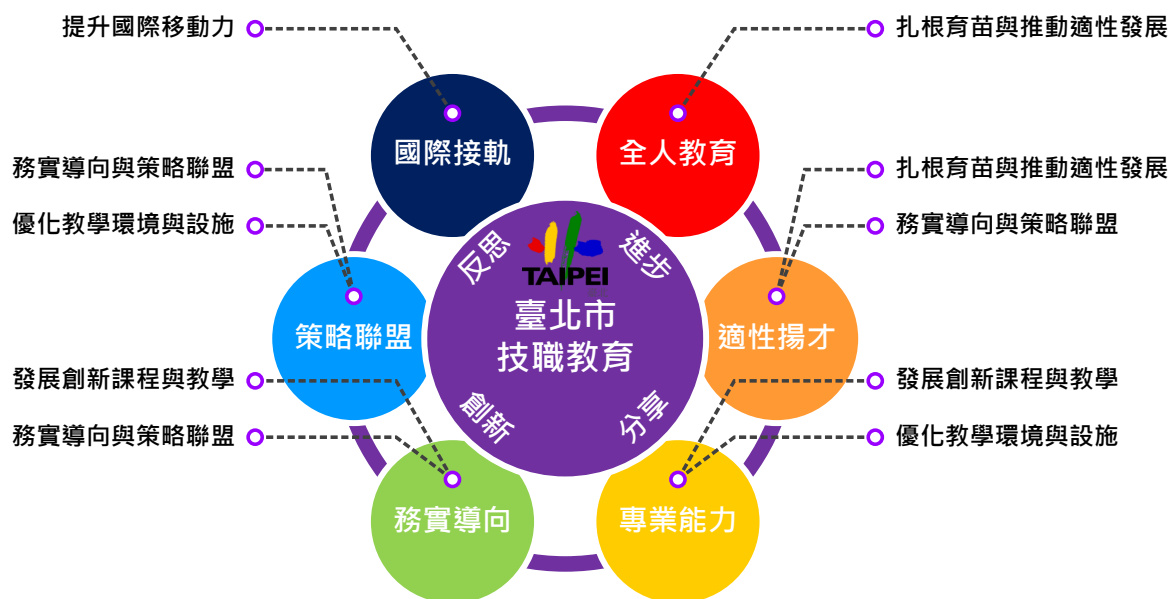 提升國際移動力
扎根育苗與推動適性發展
國際接軌
全人教育
務實導向與策略聯盟
優化教學環境與設施
扎根育苗與推動適性發展
務實導向與策略聯盟
反思
進步
TAIPEI
臺北市
技職教育
創新
分享
策略聯盟
適性揚才
發展創新課程與教學
務實導向與策略聯盟
發展創新課程與教學
優化教學環境與設施
務實導向
專業能力